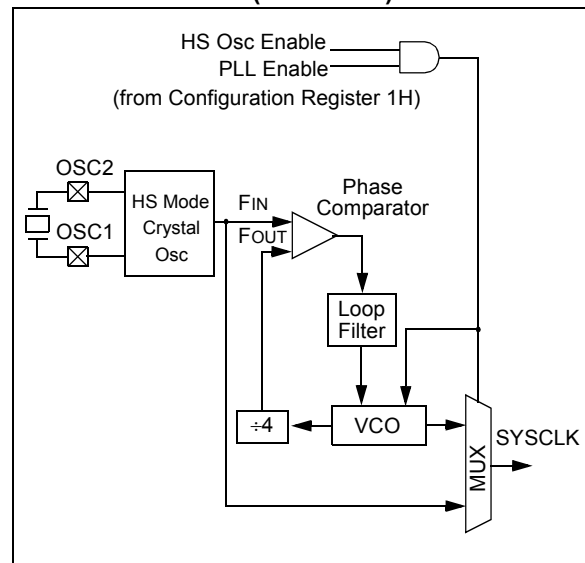 HS Osc Enable
PLL Enable
(from Configuration Register 1H)
OSC2
OSC1
HS Mode
Crystal
Osc
FIN
FOUT
Phase
Comparator
Loop
Filter
÷4
VCO
MUX
SYSCLK